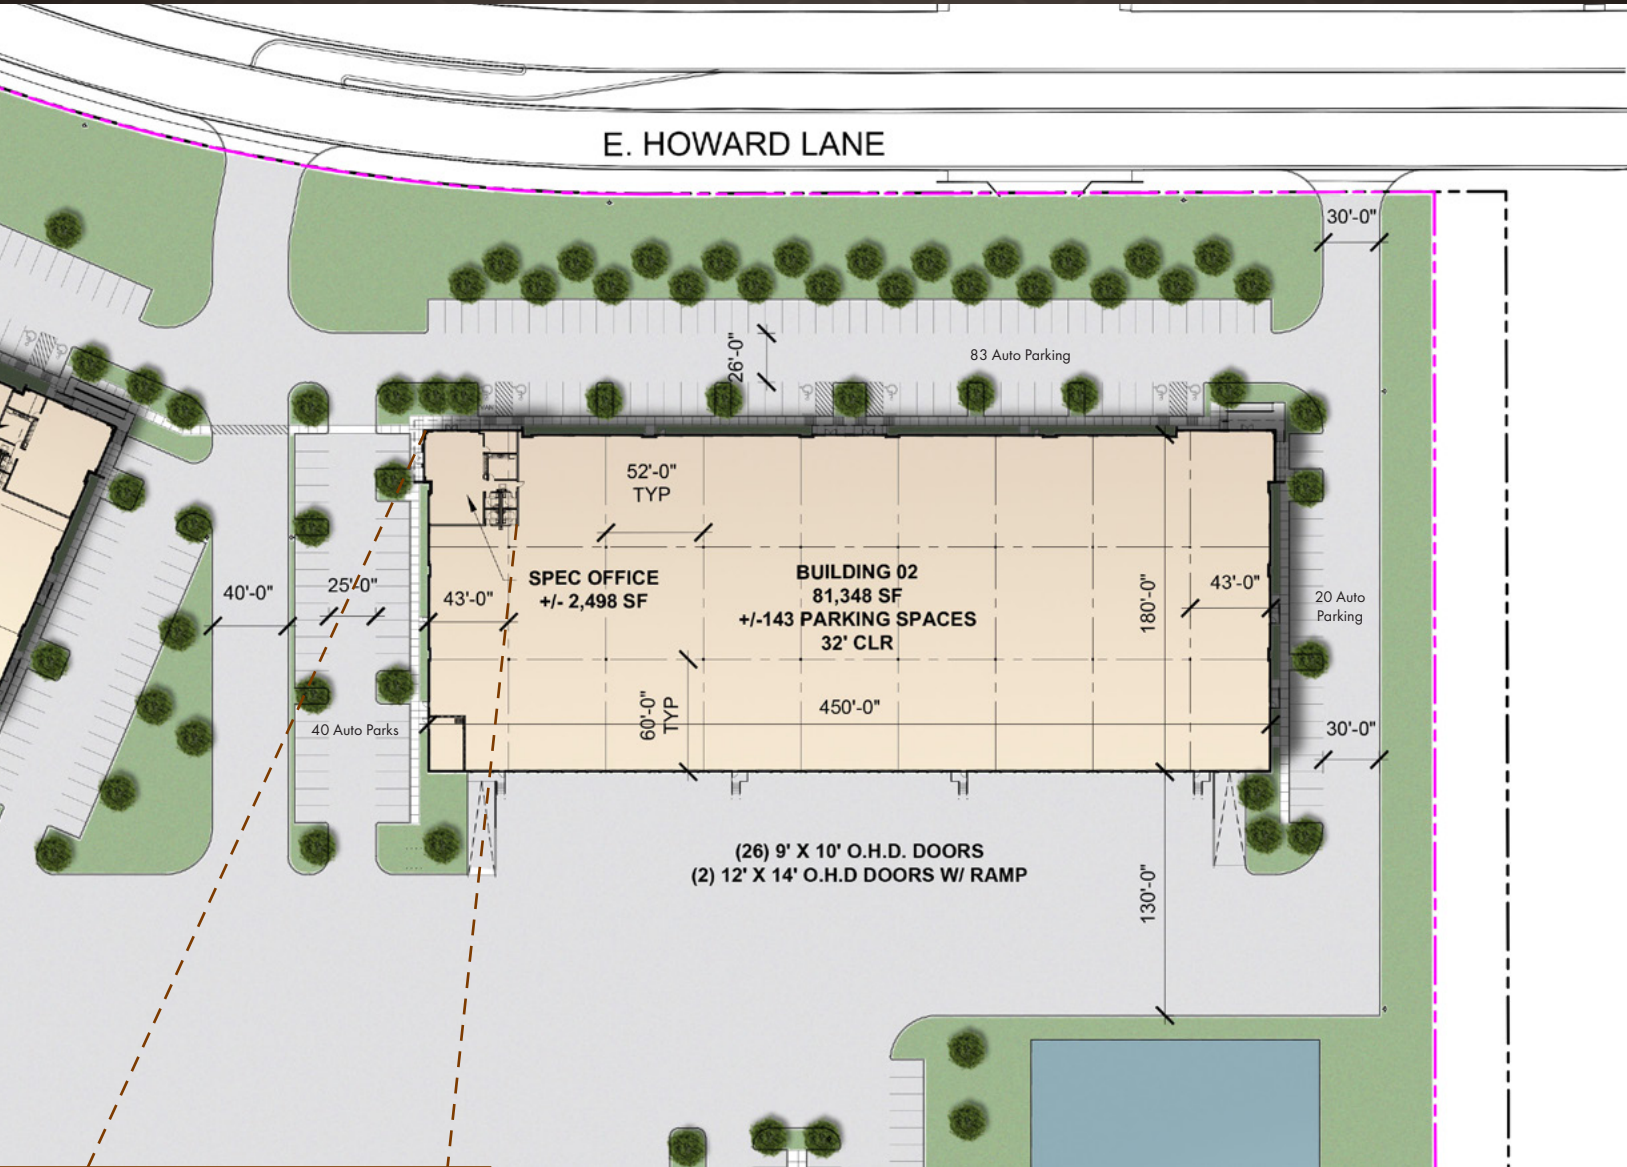 E. HOWARD LANE
30'-0"
26'-0"
83 Auto Parking
52'-0"
TYP
SPEC OFFICE
+/- 2,498 SF
BUILDING 02
81,348 SF
+/-143 PARKING SPACES
32' CLR
40'-0"
25'-0"
43'-0"
180'-0"
43'-0"
20 Auto
Parking
60'-0"
TYP
450'-0"
40 Auto Parks
30'-0"
(26) 9' X 10' O.H.D. DOORS
(2) 12' X 14' O.H.D DOORS W/ RAMP
130'-0"